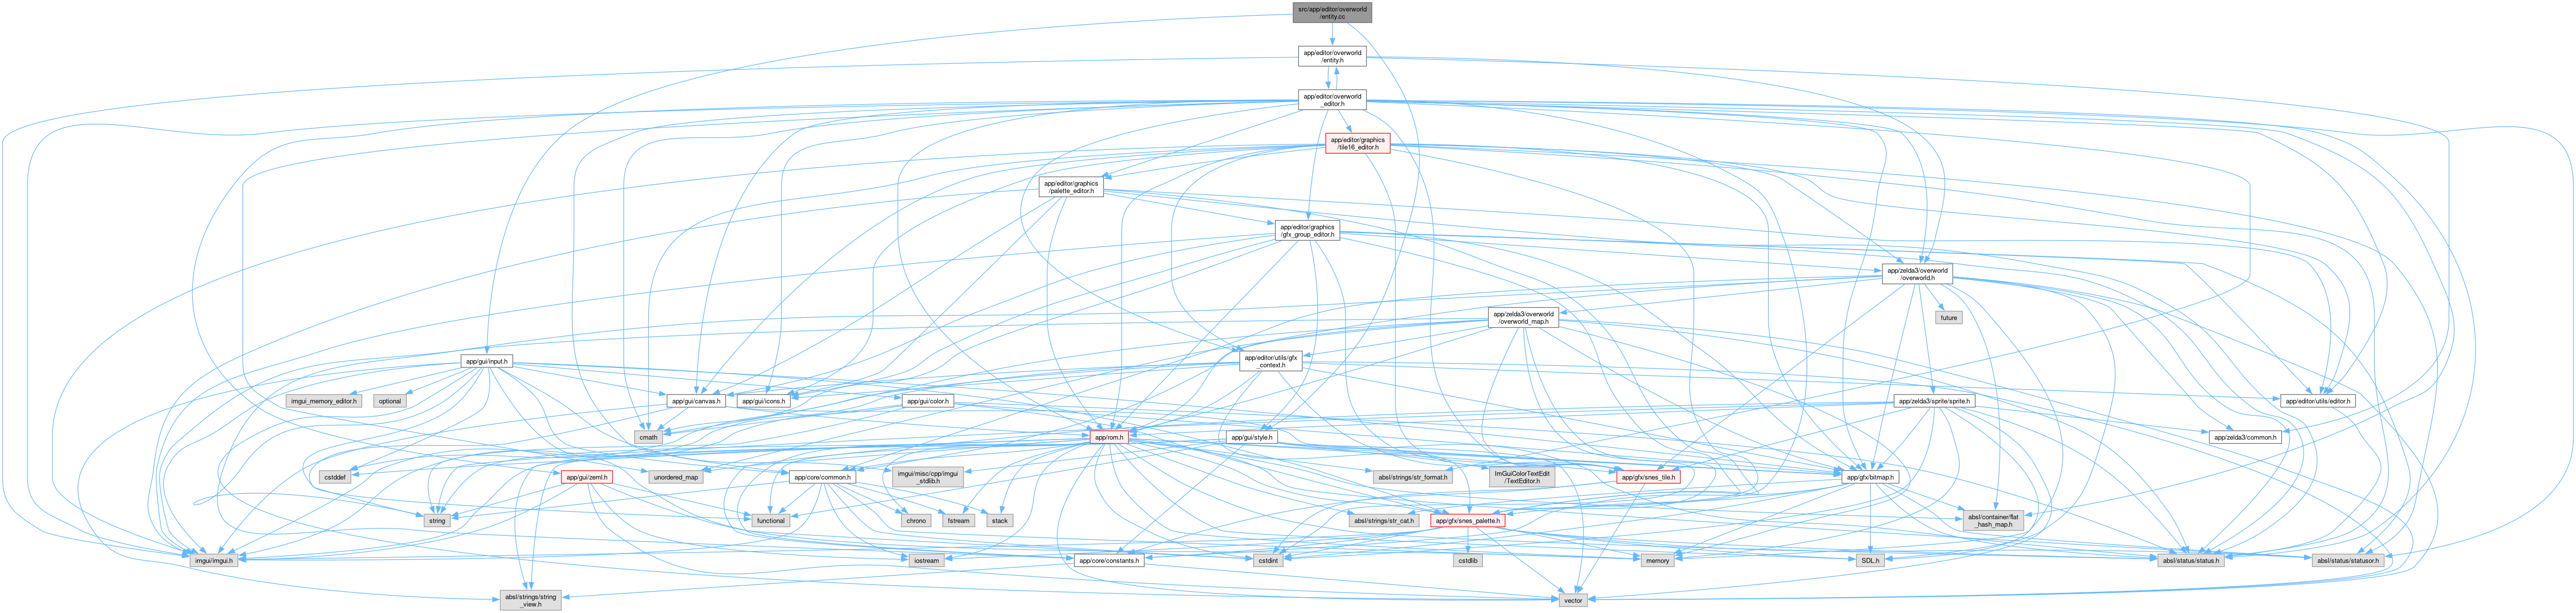 src/app/editor/overworld
/entity.cc
app/editor/overworld
/entity.h
app/editor/overworld
_editor.h
app/editor/graphics
/tile16_editor.h
app/editor/graphics
/palette_editor.h
app/editor/graphics
/gfx_group_editor.h
app/zelda3/overworld
/overworld.h
app/zelda3/overworld
/overworld_map.h
future
app/gui/input.h
app/editor/utils/gfx
_context.h
imgui_memory_editor.h
optional
app/gui/canvas.h
app/gui/icons.h
app/gui/color.h
app/zelda3/sprite/sprite.h
app/editor/utils/editor.h
cmath
app/rom.h
app/gui/style.h
app/zelda3/common.h
cstddef
app/gui/zeml.h
unordered_map
app/core/common.h
imgui/misc/cpp/imgui
_stdlib.h
absl/strings/str_format.h
ImGuiColorTextEdit
/TextEditor.h
app/gfx/snes_tile.h
app/gfx/bitmap.h
string
functional
chrono
fstream
stack
absl/strings/str_cat.h
app/gfx/snes_palette.h
absl/container/flat
_hash_map.h
imgui/imgui.h
iostream
app/core/constants.h
cstdint
cstdlib
memory
SDL.h
absl/status/status.h
absl/status/statusor.h
absl/strings/string
_view.h
vector